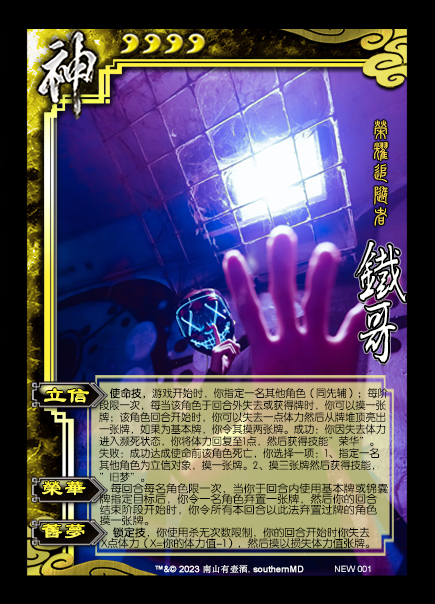 神
榮耀追隨者
鐵哥
立信
使命技,游戏开始时,你指定一名其他角色(同先辅);每阶
段限一次,每当该角色于回合外失去或获得牌时,你可以摸一张
牌;该角色回合开始时,你可以失去一点体力然后从牌堆顶亮出
一张牌,如果为基本牌,你令其摸两张牌。成功:你因失去体力
进入濒死状态,你将体力回复至1点,然后获得技能"荣华"。
失败:成功达成使命前该角色死亡,你选择一项:1、指定一名
其他角色为立信对象,摸一张牌。2、摸三张牌然后获得技能,
"旧梦"。
榮華
每回合每名角色限一次,当你于回合内使用基本牌或锦囊
牌指定目标后,你令一名角色弃置一张牌,然后你的回合
结束阶段开始时,你令所有本回合以此法弃置过牌的角色
摸一张牌。
舊夢
锁定技,你使用杀无次数限制,你的回合开始时你失去
X点体力(X=你的体力值-1),然后摸以损失体力值张牌。
™&© 2023 南山有壹酒. southernMD
NEW 001